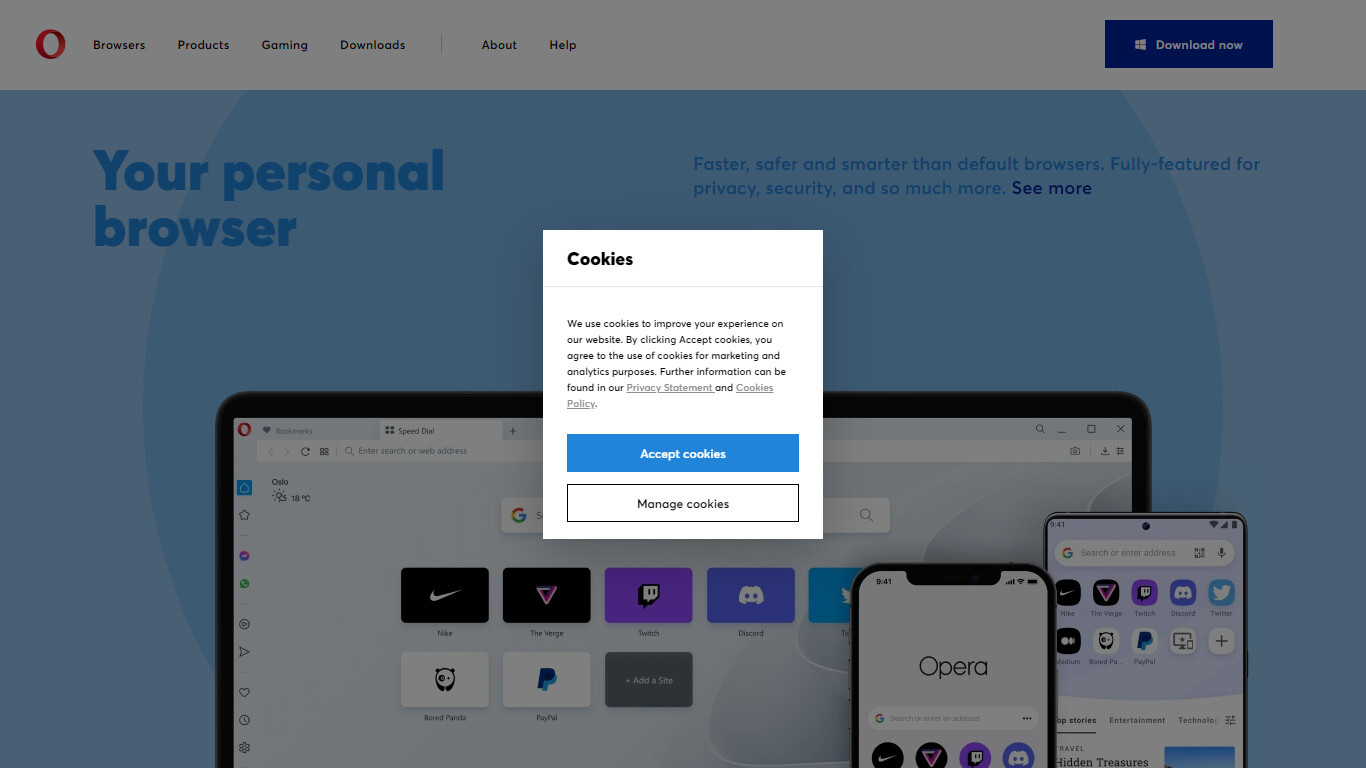 Browsers Products Gaming Downloads About Help Download now
Your personal
browser
Faster, safer and smarter than default browsers. Fully-featured for
privacy, security, and so much more. See more
Cookies
We use cookies to improve your experience on
our website. By clicking Accept cookies, you
agree to the use of cookies for marketing and
analytics purposes. Further information can be
found in our Privacy Statement and Cookies
Policy.
Accept cookies
Manage cookies
Bookmarks Speed Dial
Enter search or web address
Oslo
18 °C
Nike The Verge Twitch Discord
+ Add a Site
Bored Panda PayPal
9:41
Opera
Search or enter an address
9:41
Search or enter address
Nike The Verge Twitch Discord Twitter
Medium Bored Pa... PayPal
top stories Entertainment
TRAVEL
Hidden Treasures